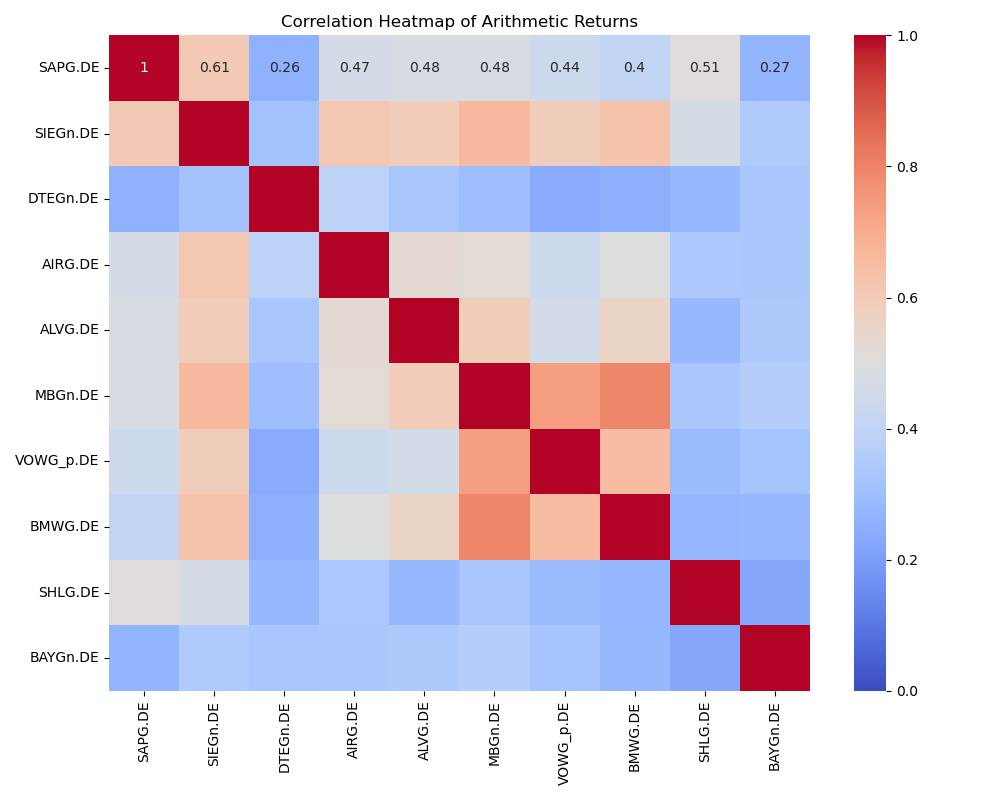 Correlation Heatmap of Arithmetic Returns
SAPG.DE 1 0.61 0.26 0.47 0.48 0.48 0.44 0.4 0.51 0.27
SIEGn.DE
DTEGn.DE
AIRG.DE
ALVG.DE
MBGn.DE
VOWG_p.DE
BMWG.DE
SHLG.DE
BAYGn.DE
SAPG.DE SIEGn.DE DTEGn.DE AIRG.DE ALVG.DE MBGn.DE VOWG_p.DE BMWG.DE SHLG.DE BAYGn.DE
1.0
0.8
0.6
0.4
0.2
0.0